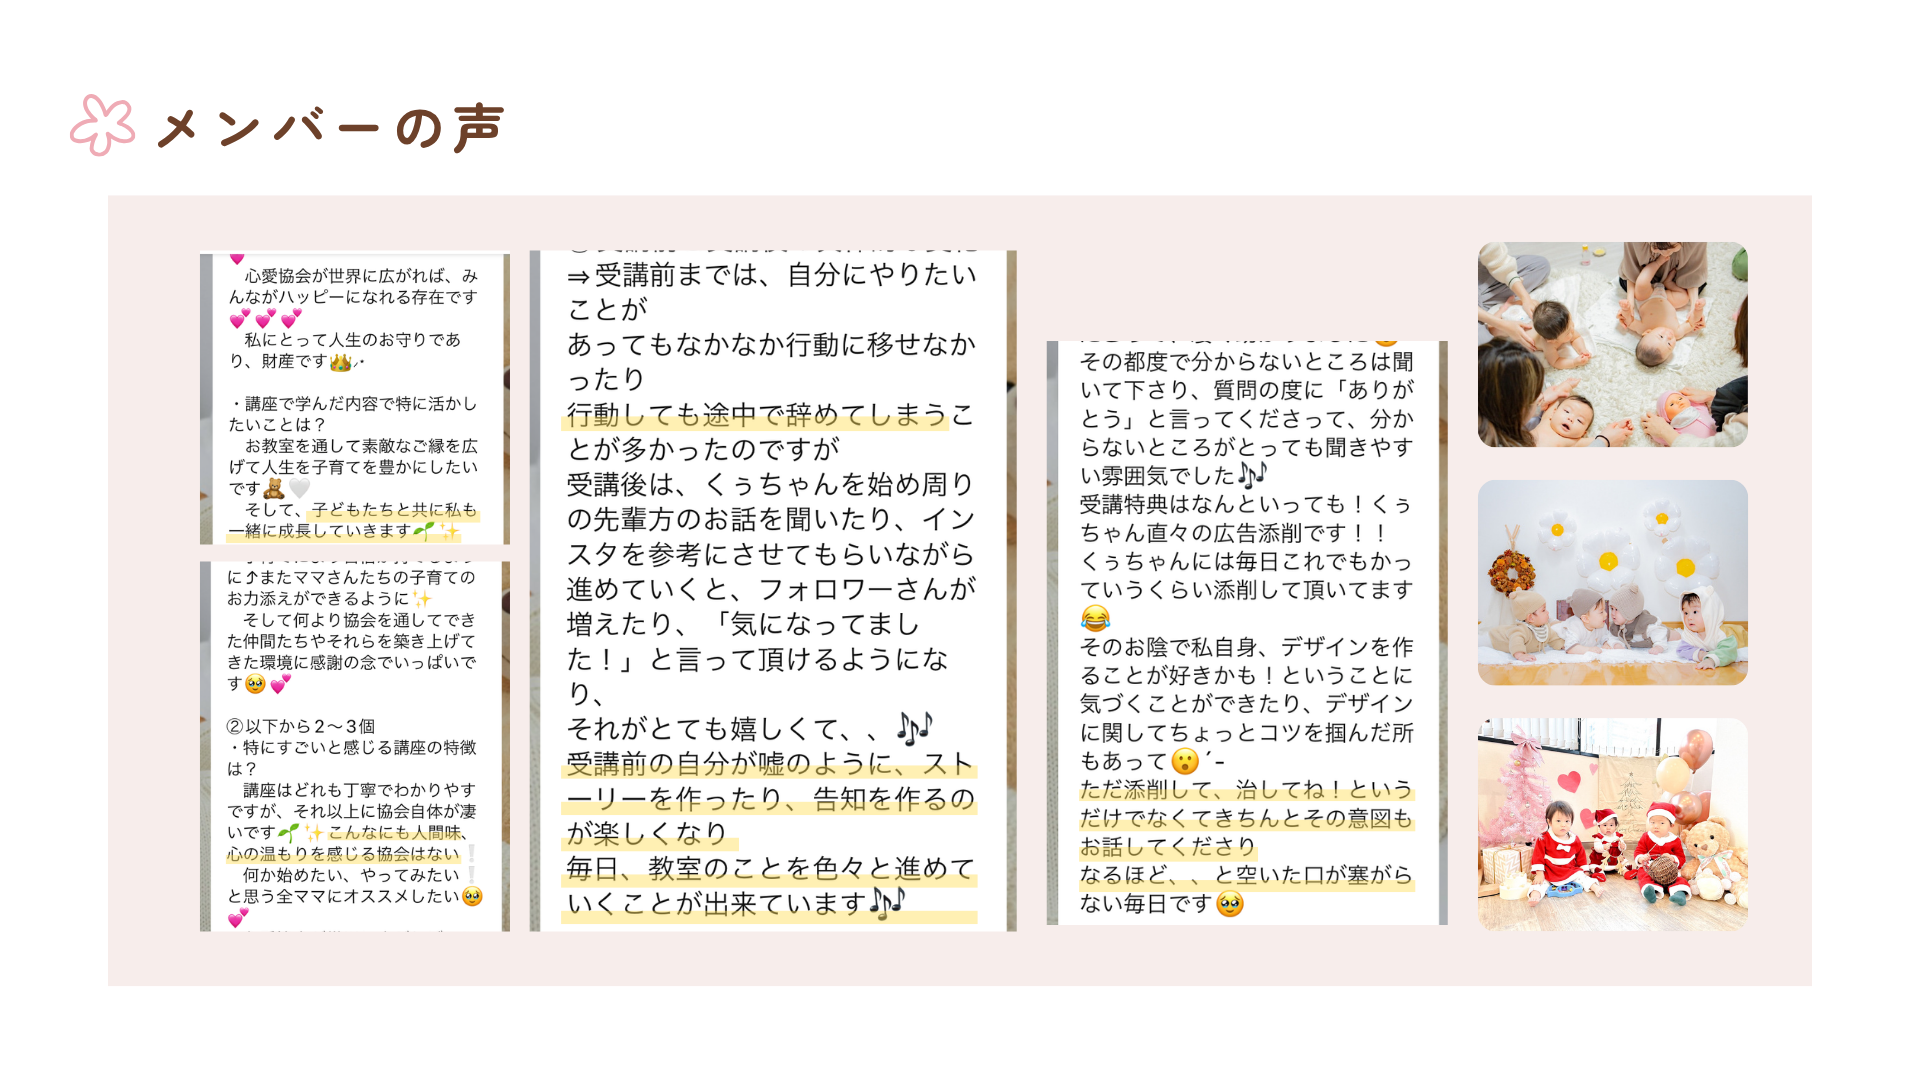 メンバーの声
心愛協会が世界に広がれば、み
んながハッピーになれる存在です
💕💕💕
私にとって人生のお守りであ
り、財産です👑
・講座で学んだ内容で特に活かし
たいことは？
お教室を通して素敵なご縁を広
げて人生を子育てを豊かにしたい
です🧸🤍
そして、子どもたちと共に私も
一緒に成長していきます🌱✨
に⇧またママさんたちの子育ての
お力添えができるように✨
そして何より協会を通してでき
た仲間たちやそれらを築き上げて
きた環境に感謝の念でいっぱいで
す🥹💕
②以下から2〜3個
・特にすごいと感じる講座の特徴
は？
講座はどれも丁寧でわかりやす
ですが、それ以上に協会自体が凄
いです🌱✨こんなにも人間味、
心の温もりを感じる協会はない❕
何か始めたい、やってみたい❕
と思う全ママにオススメしたい🥹
💕
⇒受講前までは、自分にやりたい
ことが
あってもなかなか行動に移せなか
ったり
行動しても途中で辞めてしまうこ
とが多かったのですが
受講後は、くぅちゃんを始め周り
の先輩方のお話を聞いたり、イン
スタを参考にさせてもらいながら
進めていくと、フォロワーさんが
増えたり、「気になってまし
た！」と言って頂けるようにな
り、
それがとても嬉しくて、、🎶
受講前の自分が嘘のように、スト
ーリーを作ったり、告知を作るの
が楽しくなり
毎日、教室のことを色々と進めて
いくことが出来ています🎶
その都度で分からないところは聞
いて下さり、質問の度に「ありが
とう」と言ってくださって、分か
らないところがとっても聞きやす
い雰囲気でした🎶
受講特典はなんといっても！くぅ
ちゃん直々の広告添削です！！
くぅちゃんには毎日これでもかっ
ていうくらい添削して頂いてます
😂
そのお陰で私自身、デザインを作
ることが好きかも！ということに
気づくことができたり、デザイン
に関してちょっとコツを掴んだ所
もあって😮´-
ただ添削して、治してね！という
だけでなくてきちんとその意図も
お話してくださり
なるほど、、と空いた口が塞がら
ない毎日です🥹